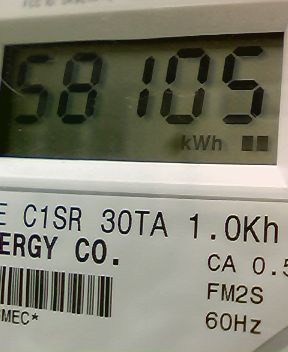 58105
kWh
E C1SR 30TA 1.0Kh
ERGY CO.
CA 0.5
FM2S
MEC*
60Hz